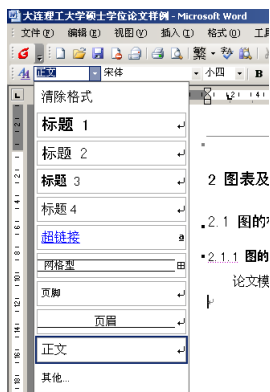 大连理工大学硕士学位论文样例 - Microsoft Word
文件(F) 编辑(E) 视图(V) 插入(I) 格式(O) 工具
繁
正文 宋体 小四 B
清除格式
标题 1
标题 2
标题 3
标题 4
超链接 a
网格型
页脚
页眉
正文
其他...
2 图表及
2.1 图的
2.1.1 图的
论文模